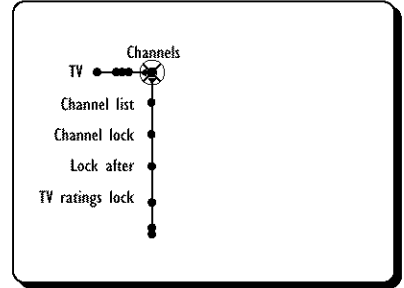 Channels
TV
Channel list
Channel lock
Lock after
TV ratings lock